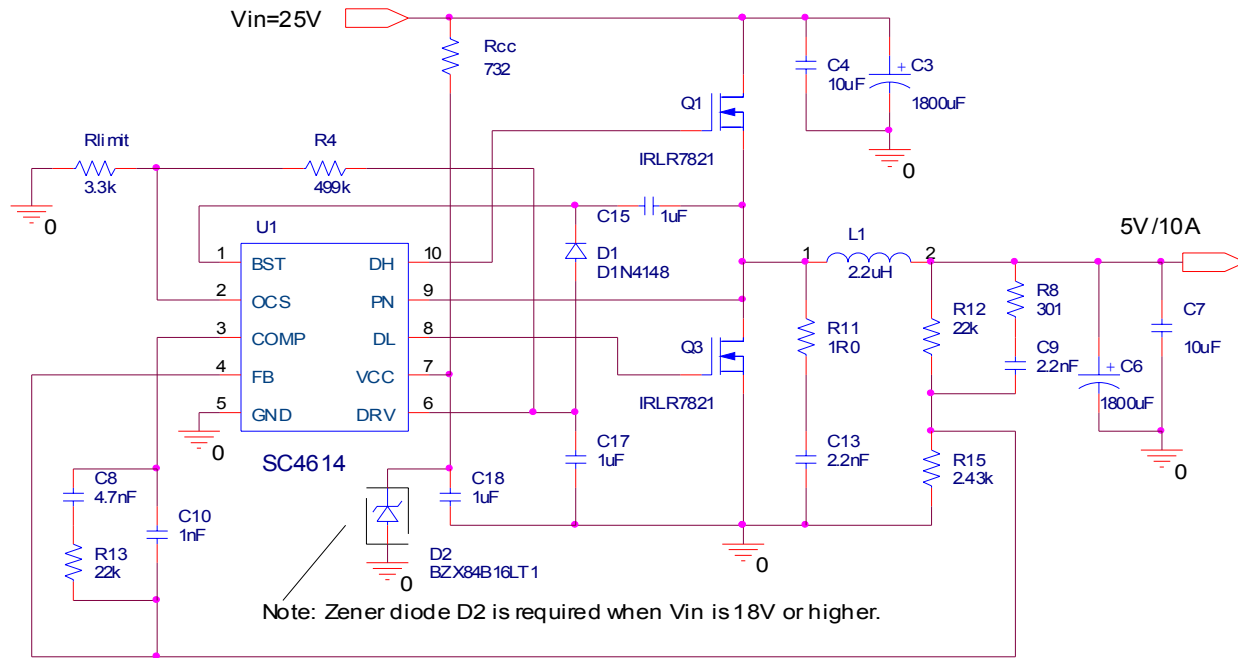 Vin=25V
Rcc
732
C4
10uF
C3
1800uF
Q1
IRLR7821
0
Rlimit
3.3k
R4
499k
0
C15
1uF
U1
D1
D1N4148
L1
1
2
2.2uH
5V/10A
1 BST DH 10
2 OCS PN 9
3 COMP DL 8
4 FB VCC 7
5 GND DRV 6
SC4614
0
R11
1R0
R12
22k
R8
301
C9
2.2nF
C7
10uF
C6
1800uF
0
Q3
IRLR7821
C17
1uF
C18
1uF
C13
2.2nF
R15
2.43k
C8
4.7nF
C10
1nF
R13
22k
D2
BZX84B16LT1
0
0
Note: Zener diode D2 is required when Vin is 18V or higher.